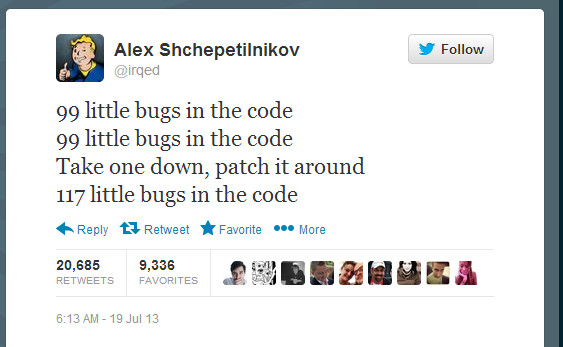 Alex Shchepetilnikov
@irqed
Follow
99 little bugs in the code
99 little bugs in the code
Take one down, patch it around
117 little bugs in the code
Reply Retweet Favorite More
20,685 9,336
RETWEETS FAVORITES
6:13 AM - 19 Jul 13